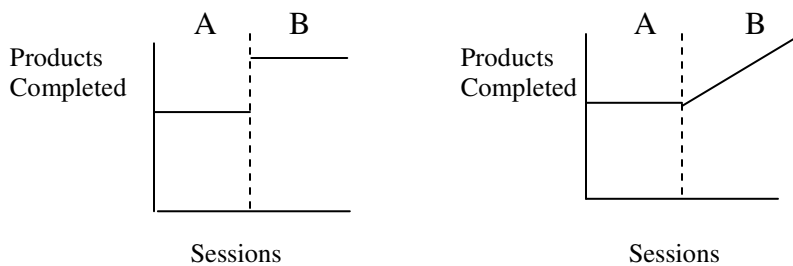 A B
Products
Completed
Sessions
A B
Products
Completed
Sessions